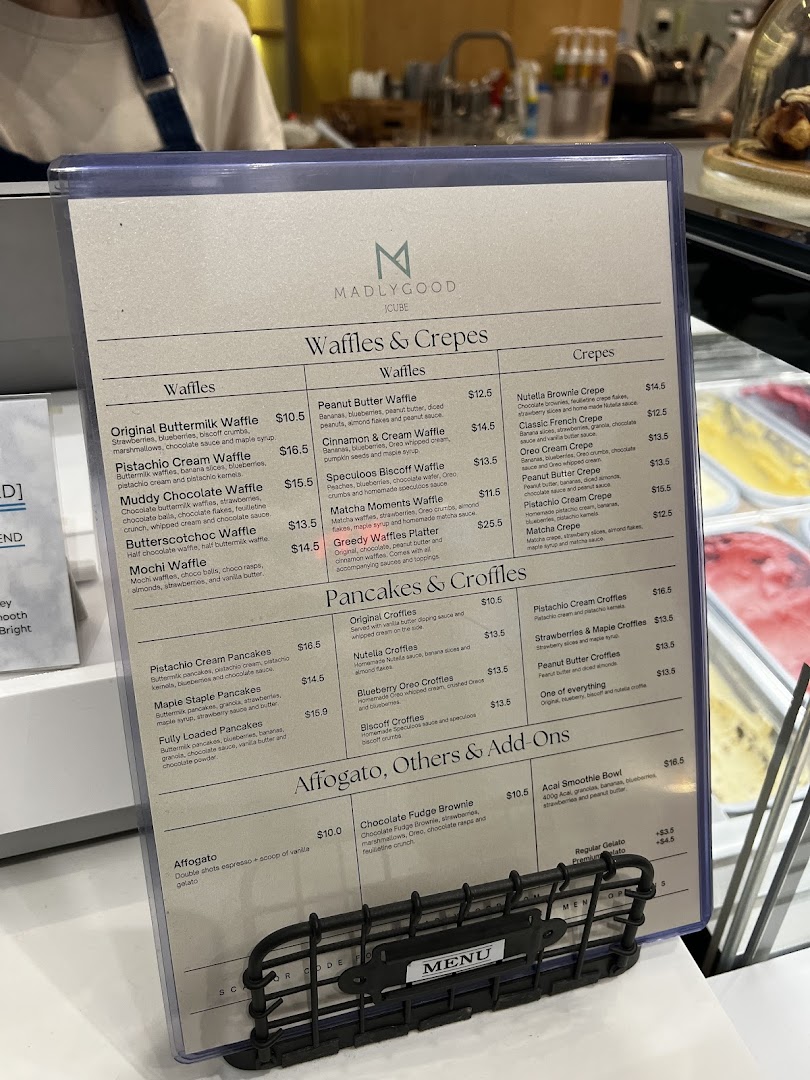 MADLYGOOD
JCUBE
Waffles & Crepes
Waffles
Original Buttermilk Waffle $10.5
Strawberries, blueberries, biscoff crumbs,
marshmallows, chocolate sauce and maple syrup.
Pistachio Cream Waffle $16.5
Buttermilk waffles, banana slices, blueberries,
pistachio cream and pistachio kernels.
Muddy Chocolate Waffle $15.5
Chocolate buttermilk waffles, strawberries,
chocolate balls, chocolate flakes, feuilletine
crunch, whipped cream and chocolate sauce.
Butterscotchoc Waffle $13.5
Half chocolate waffle, half buttermilk waffle.
Mochi Waffle $14.5
Mochi waffles, choco balls, choco rasps,
almonds, strawberries, and vanilla butter.
Waffles
Peanut Butter Waffle $12.5
Bananas, blueberries, peanut butter, diced
peanuts, almond flakes and peanut sauce.
Cinnamon & Cream Waffle $14.5
Bananas, blueberries, Oreo whipped cream,
pumpkin seeds and maple syrup.
Speculoos Biscoff Waffle $13.5
Peaches, blueberries, chocolate wafer, Oreo
crumbs and homemade speculoos sauce.
Matcha Moments Waffle $11.5
Matcha waffles, strawberries, Oreo crumbs, almond
flakes, maple syrup and homemade matcha sauce.
Greedy Waffles Platter $25.5
Original, chocolate, peanut butter and
cinnamon waffles. Comes with all
accompanying sauces and toppings.
Crepes
Nutella Brownie Crepe $14.5
Chocolate brownies, feuilletine crepe flakes,
strawberry slices and home made Nutella sauce.
Classic French Crepe $12.5
Banana slices, strawberries, granola, chocolate
sauce and vanilla butter sauce.
Oreo Cream Crepe $13.5
Bananas, blueberries, Oreo crumbs, chocolate
sauce and Oreo whipped cream.
Peanut Butter Crepe $13.5
Peanut butter, bananas, diced almonds,
chocolate sauce and peanut sauce.
Pistachio Cream Crepe $15.5
Homemade pistachio cream, bananas,
blueberries, pistachio kernels.
Matcha Crepe $12.5
Matcha crepe, strawberry slices, almond flakes,
maple syrup and matcha sauce.
Pancakes & Croffles
Pistachio Cream Pancakes $16.5
Buttermilk pancakes, pistachio cream, pistachio
kernels, blueberries and chocolate sauce.
Maple Staple Pancakes $14.5
Buttermilk pancakes, granola, strawberries,
maple syrup, strawberry sauce and butter.
Fully Loaded Pancakes $15.9
Buttermilk pancakes, blueberries, bananas,
granola, chocolate sauce, vanilla butter and
chocolate powder.
Original Croffles $10.5
Served with vanilla butter dipping sauce and
whipped cream on the side.
Nutella Croffles $13.5
Homemade Nutella sauce, banana slices and
almond flakes.
Blueberry Oreo Croffles $13.5
Homemade Oreo whipped cream, crushed Oreos
and blueberries.
Biscoff Croffles $13.5
Homemade Speculoos sauce and speculoos
biscoff crumbs.
Pistachio Cream Croffles $16.5
Pistachio cream and pistachio kernels.
Strawberries & Maple Croffles $13.5
Strawberry slices and maple syrup.
Peanut Butter Croffles $13.5
Peanut butter and diced almonds.
One of everything $13.5
Original, blueberry, biscoff and nutella croffle.
Affogato, Others & Add-Ons
Affogato $10.0
Double shots espresso + scoop of vanilla
gelato
Chocolate Fudge Brownie $10.5
Chocolate Fudge Brownie, strawberries,
marshmallows, Oreo, chocolate rasps and
feuilletine crunch.
Acai Smoothie Bowl $16.5
400g Acai, granolas, bananas, blueberries,
strawberries and peanut butter.
Regular Gelato +$3.5
Premium Gelato +$4.5
CODE
MENU
END
ooth
Bright